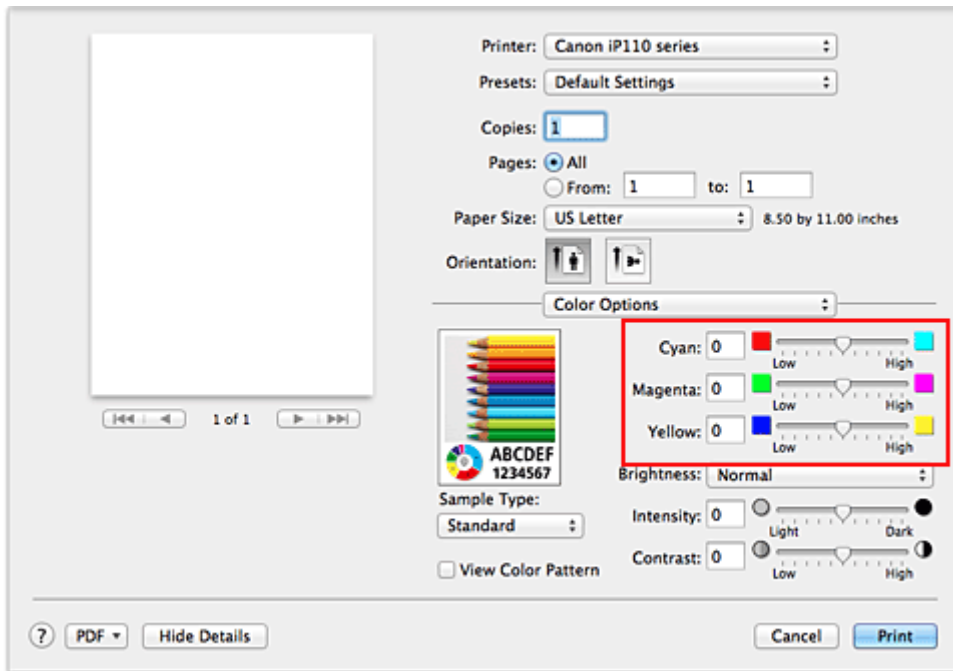 Printer: Canon iP110 series
Presets: Default Settings
Copies: 1
Pages: All
From: 1 to: 1
Paper Size: US Letter 8.50 by 11.00 inches
Orientation:
Color Options
Cyan: 0
Low High
Magenta: 0
Low High
Yellow: 0
Low High
1 of 1
ABCDEF
1234567
Brightness: Normal
Sample Type:
Standard
Intensity: 0
Light Dark
View Color Pattern
Contrast: 0
Low High
? PDF Hide Details Cancel Print